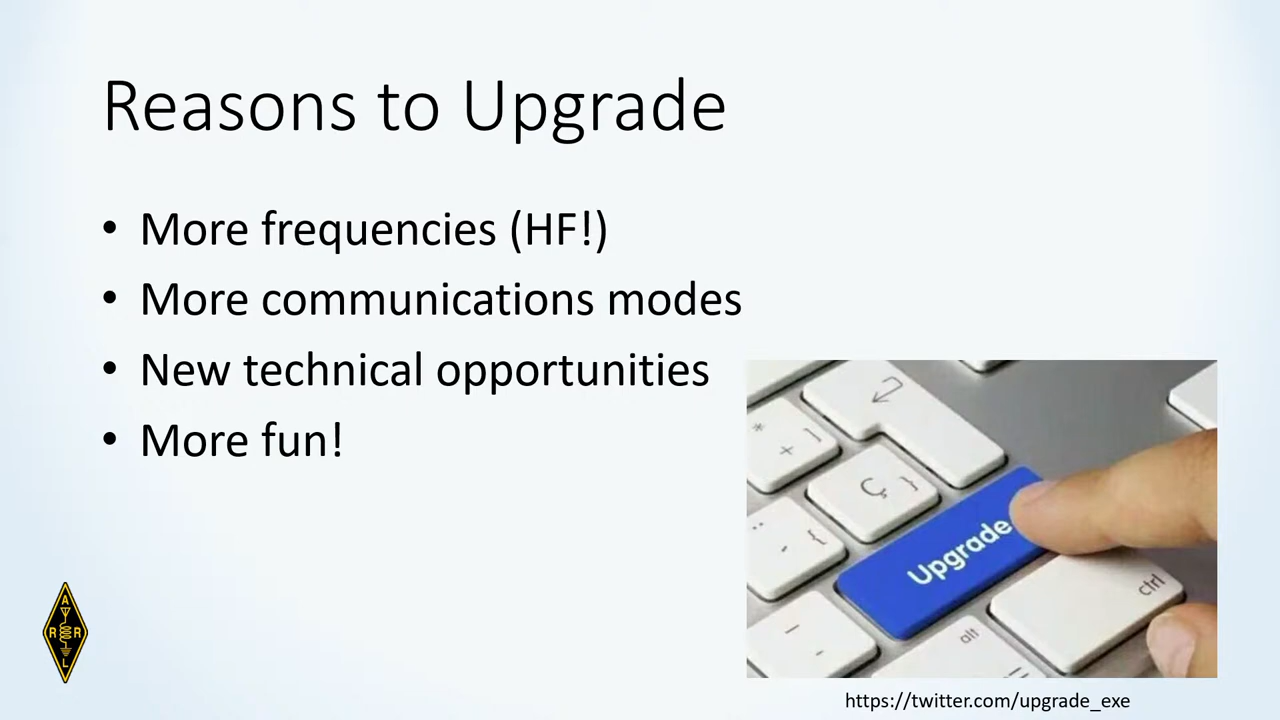 Reasons to Upgrade
• More frequencies (HF!)
• More communications modes
• New technical opportunities
• More fun!
Upgrade
Ç
ctrl
alt
A
R R
L
https://twitter.com/upgrade_exe